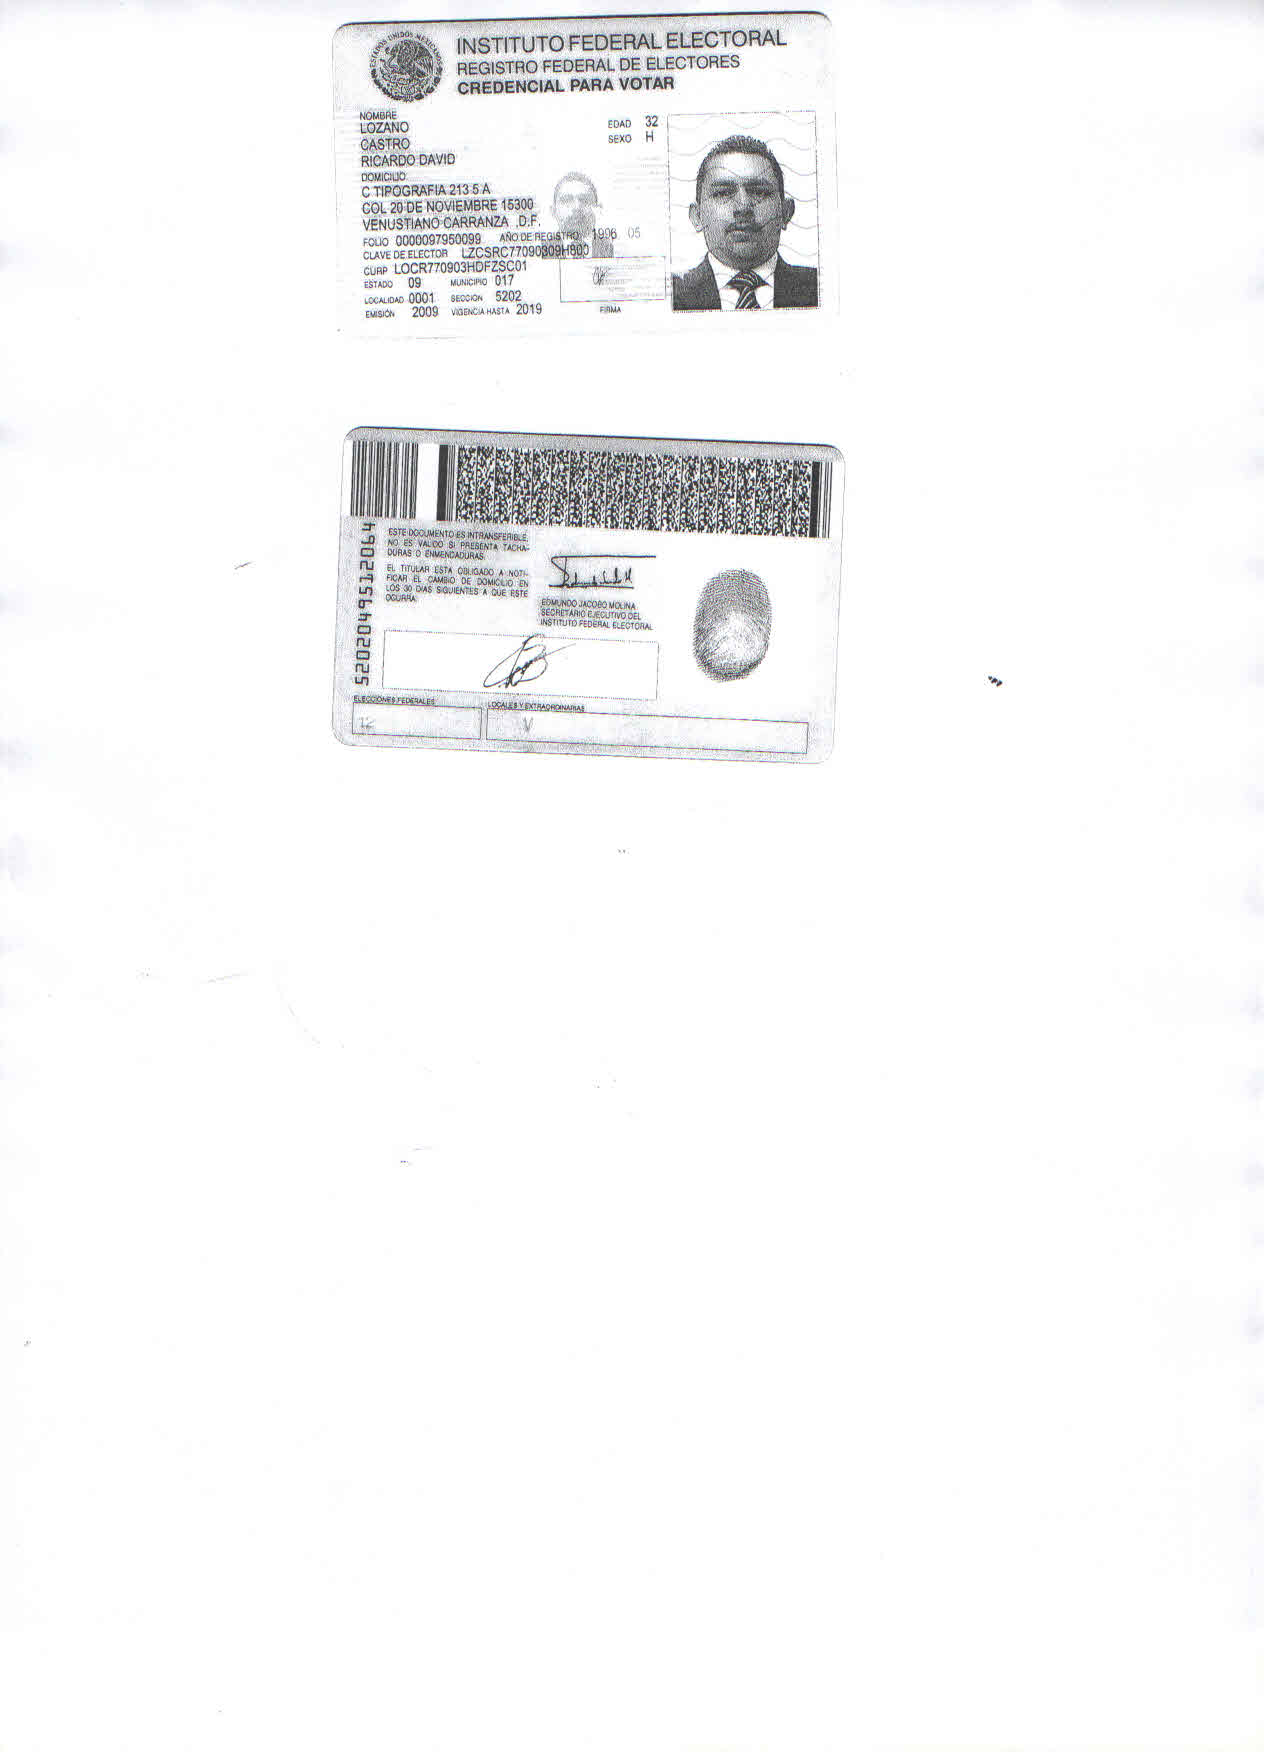 ESTADOS UNIDOS MEXICANOS
INSTITUTO FEDERAL ELECTORAL
REGISTRO FEDERAL DE ELECTORES
CREDENCIAL PARA VOTAR
NOMBRE
LOZANO
CASTRO
RICARDO DAVID
EDAD 32
SEXO H
DOMICILIO
C TIPOGRAFIA 213 5 A
COL 20 DE NOVIEMBRE 15300
VENUSTIANO CARRANZA ,D.F.
FOLIO 0000097950099 AÑO DE REGISTRO 1996 05
CLAVE DE ELECTOR LZCSRC77090309H800
CURP LOCR770903HDFZSC01
ESTADO 09 MUNICIPIO 017
LOCALIDAD 0001 SECCION 5202
EMISIÓN 2009 VIGENCIA HASTA 2019
FIRMA
5202049512064
ESTE DOCUMENTO ES INTRANSFERIBLE,
NO ES VALIDO SI PRESENTA TACHA-
DURAS O ENMENDADURAS.
EL TITULAR ESTA OBLIGADO A NOTI-
FICAR EL CAMBIO DE DOMICILIO EN
LOS 30 DIAS SIGUIENTES A QUE ESTE
OCURRA.
EDMUNDO JACOBO MOLINA
SECRETARIO EJECUTIVO DEL
INSTITUTO FEDERAL ELECTORAL
ELECCIONES FEDERALES
LOCALES Y EXTRAORDINARIAS
12
V